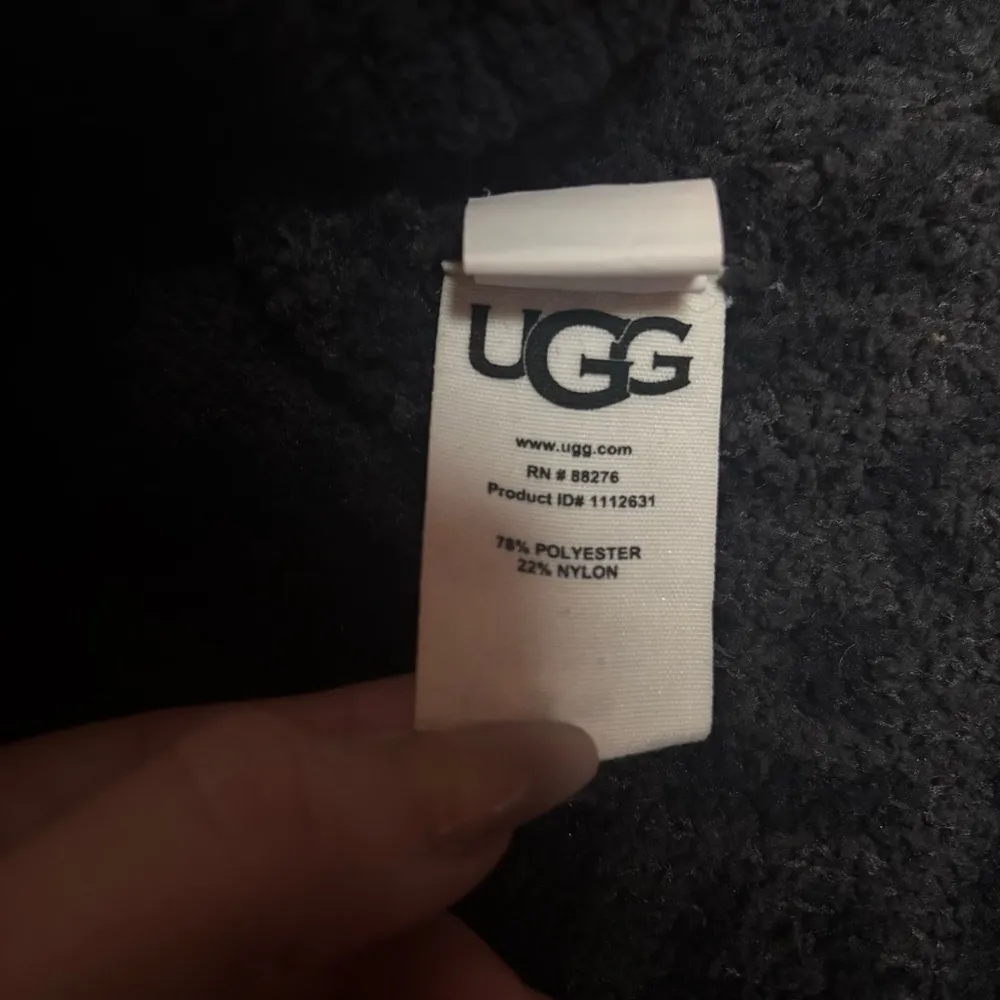 UGG
www.ugg.com
RN # 88276
Product ID# 1112631
78% POLYESTER
22% NYLON